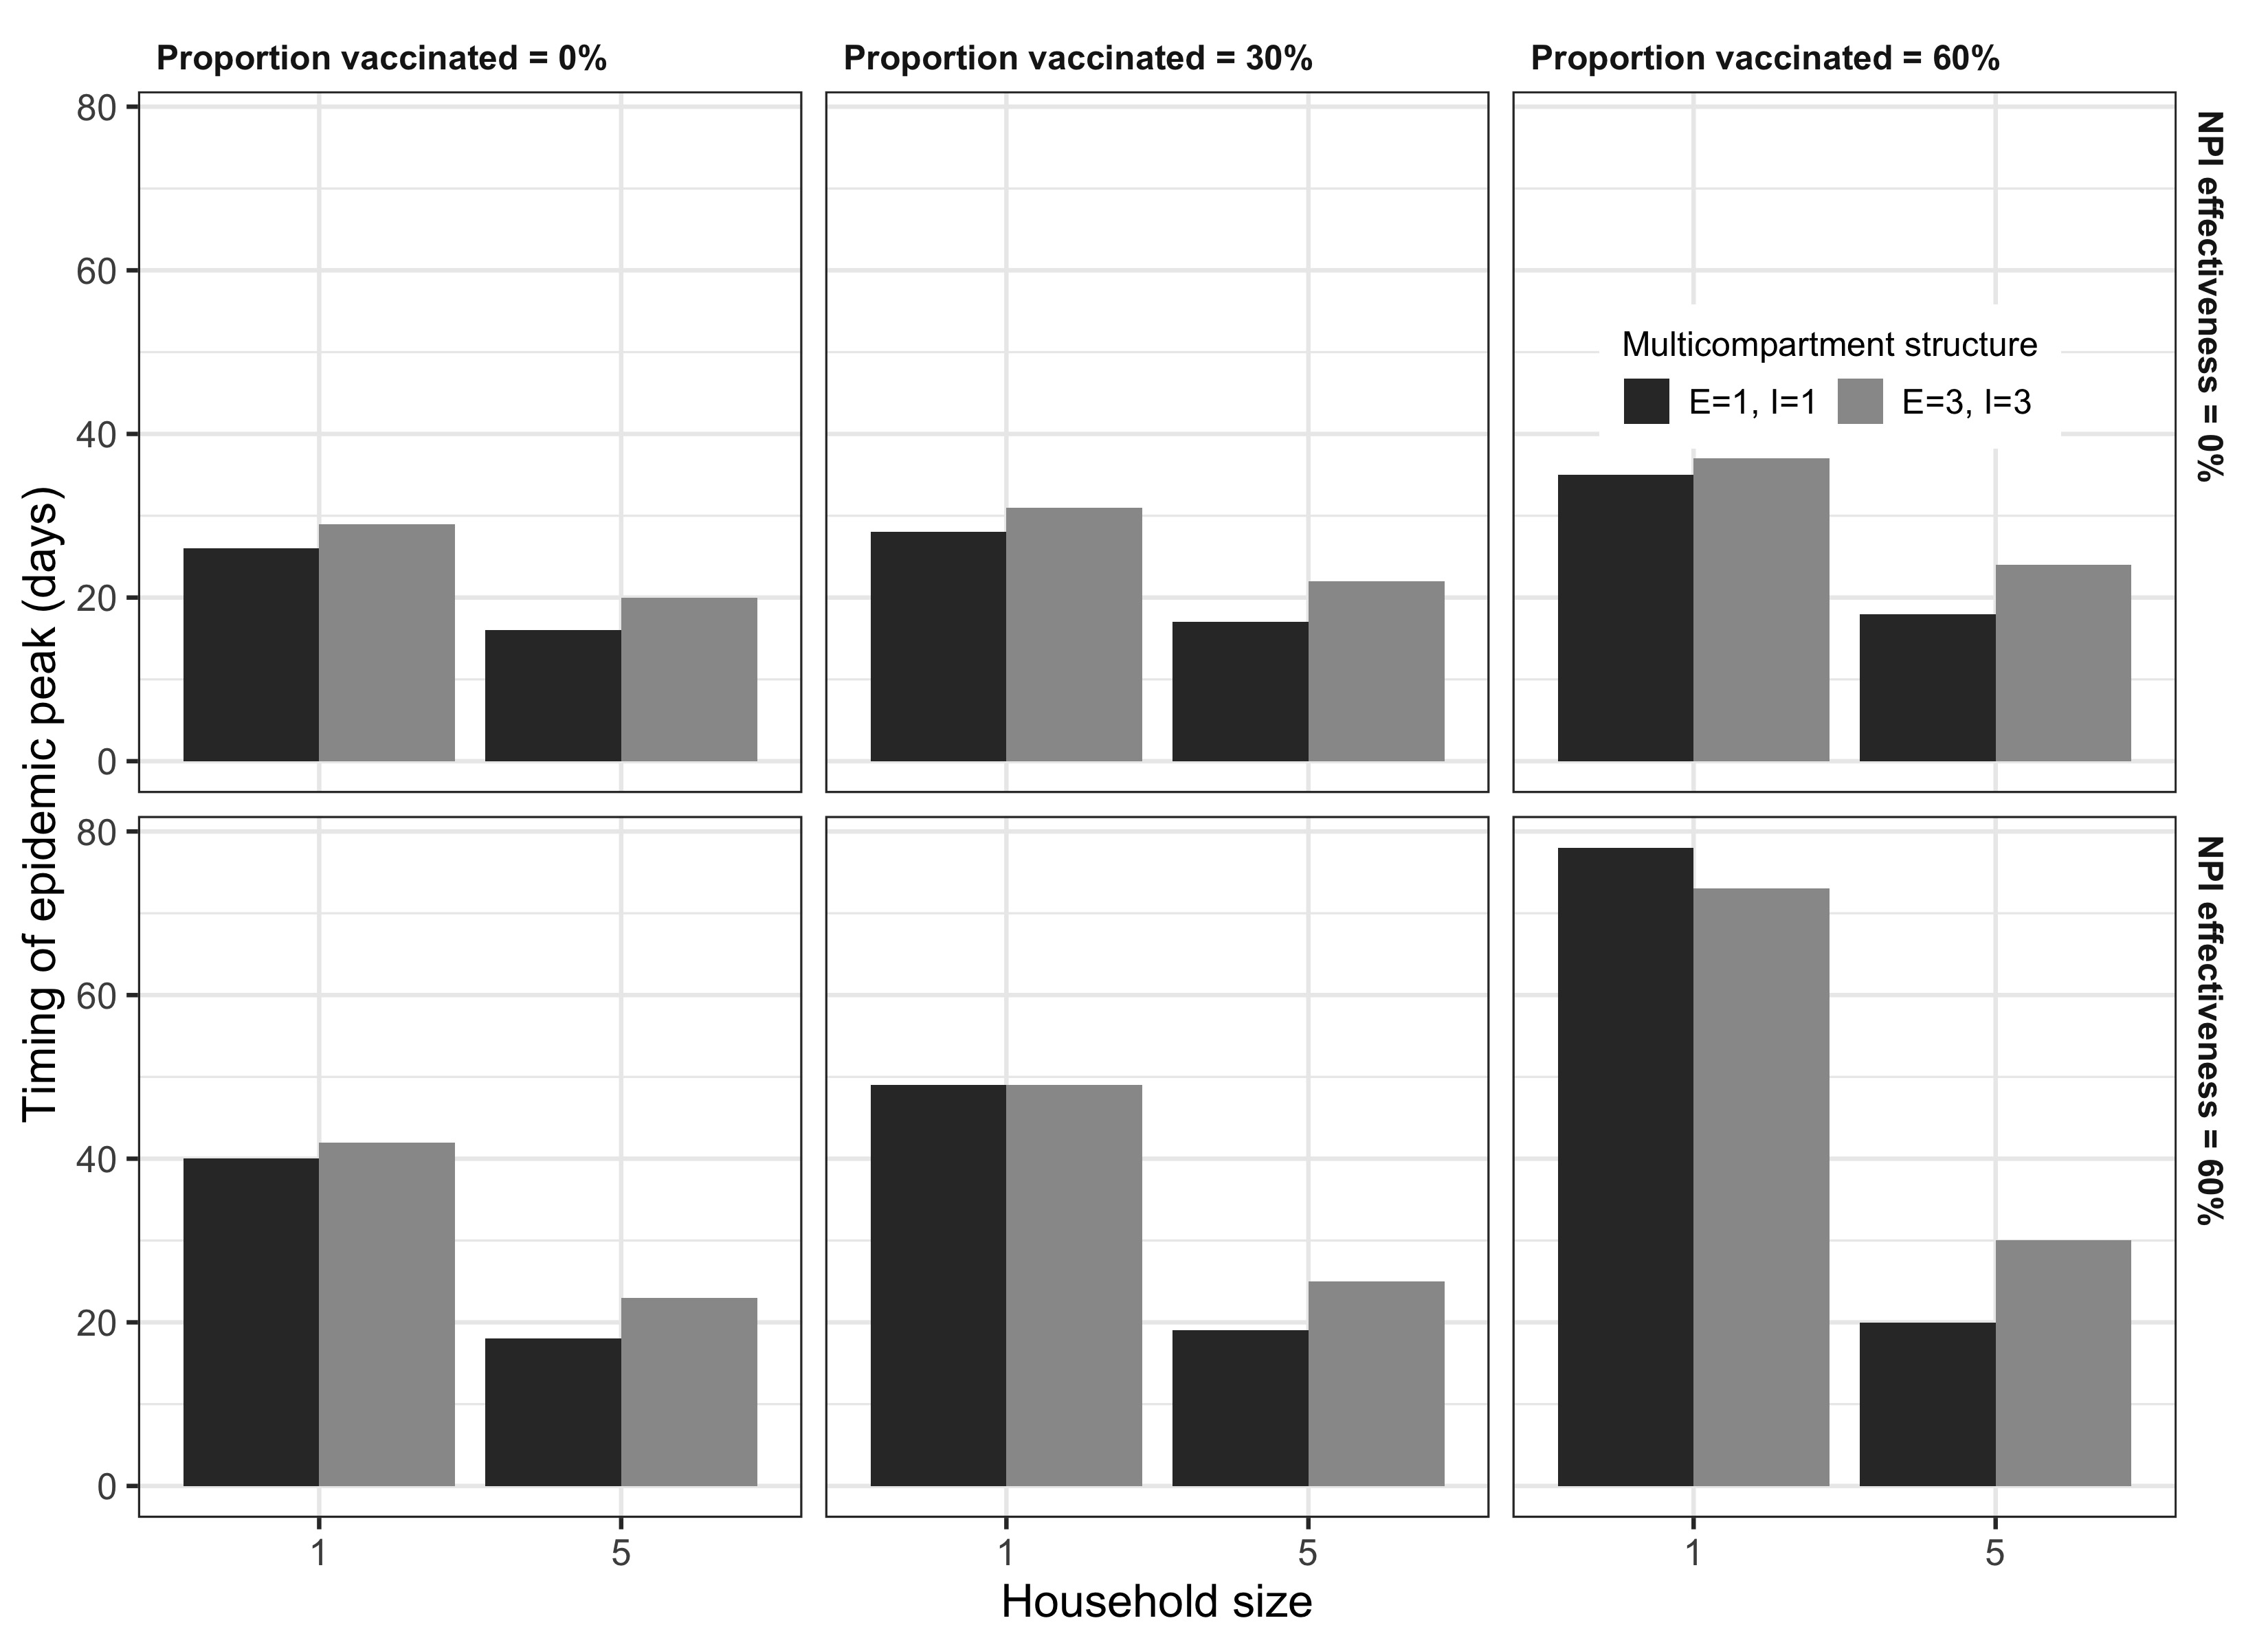 Proportion vaccinated = 0%
Proportion vaccinated = 30%
Proportion vaccinated = 60%
NPI effectiveness = 0%
NPI effectiveness = 60%
Timing of epidemic peak (days)
80
60
40
20
0
80
60
40
20
0
Multicompartment structure
E=1, I=1 E=3, I=3
1 5 1 5 1 5
Household size